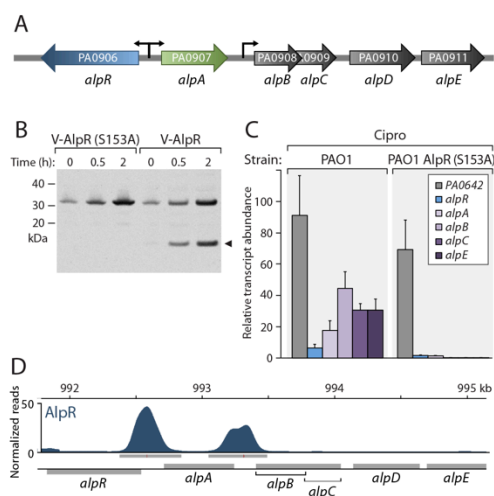 A
PA0906 PA0907 PA0908 0909 PA0910 PA0911
alpR alpA alpB alpC alpD alpE
B
V-AlpR (S153A) V-AlpR
Time (h): 0 0.5 2 0 0.5 2
40
30
20
kDa
C
Cipro
Strain: PAO1 PAO1 AlpR (S153A)
Relative transcript abundance
100
80
60
40
20
0
PA0642
alpR
alpA
alpB
alpC
alpE
D
992 993 994 995 kb
Normalized reads
50
0
AlpR
alpR alpA alpB alpC alpD alpE